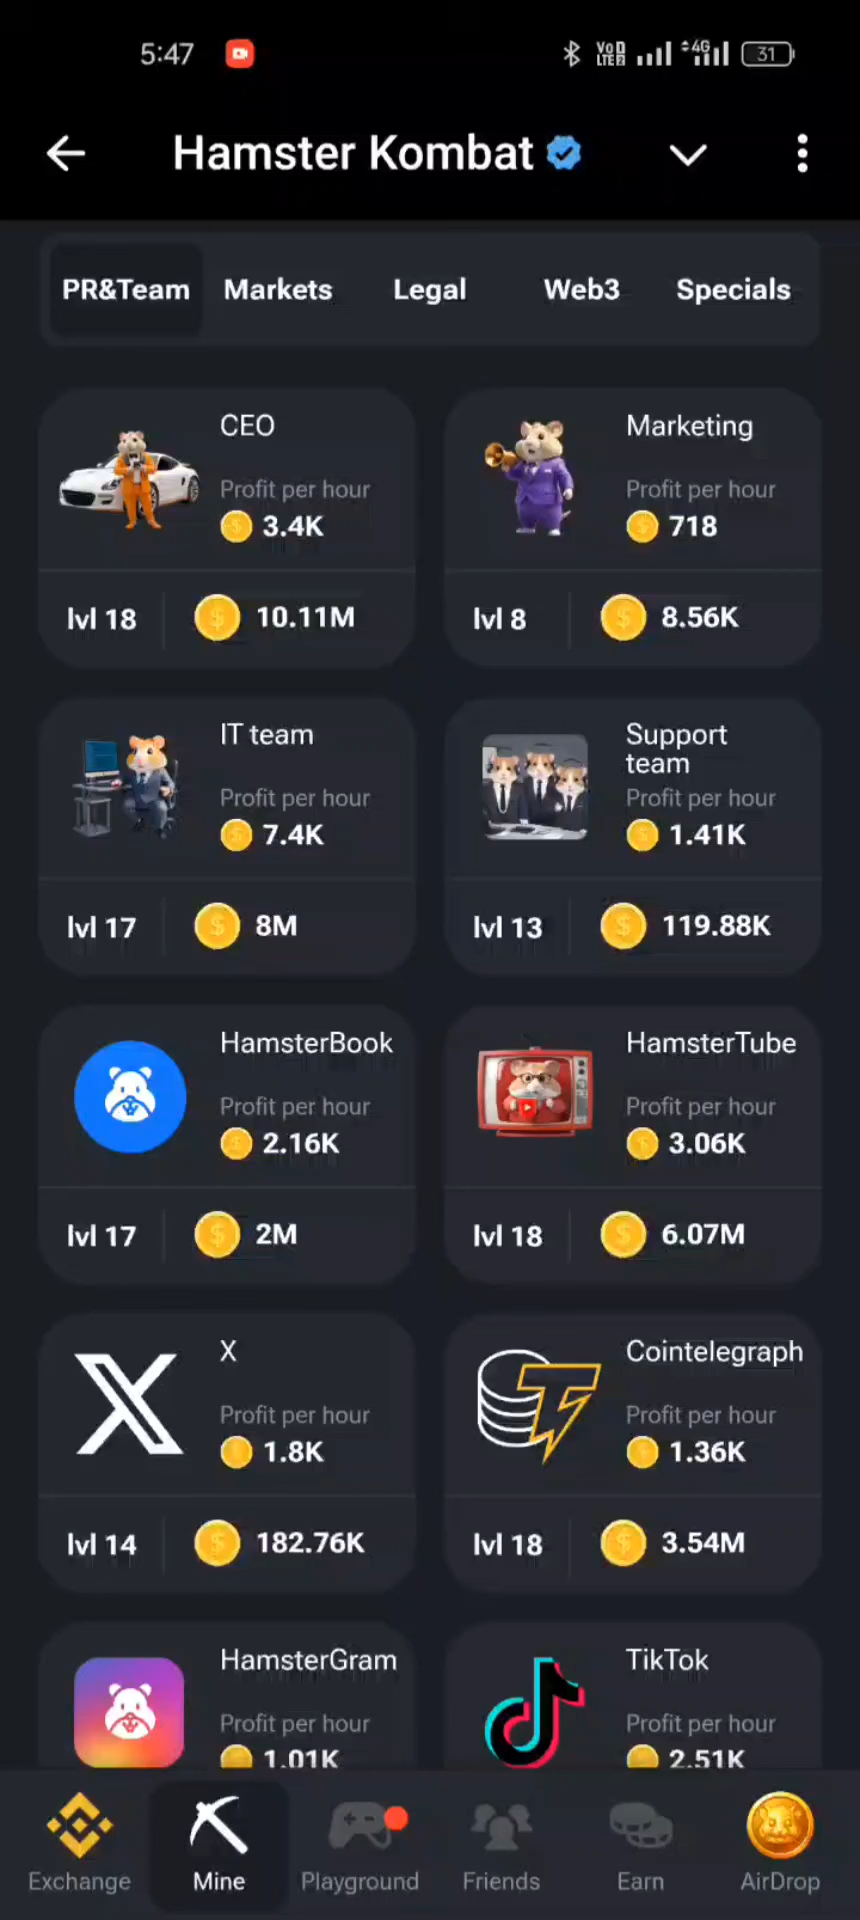 5:47
VoD LTE2 4G 31
Hamster Kombat
PR&Team Markets Legal Web3 Specials
CEO
Profit per hour
3.4K
lvl 18 10.11M
Marketing
Profit per hour
718
lvl 8 8.56K
IT team
Profit per hour
7.4K
lvl 17 8M
Support
team
Profit per hour
1.41K
lvl 13 119.88K
HamsterBook
Profit per hour
2.16K
lvl 17 2M
HamsterTube
Profit per hour
3.06K
lvl 18 6.07M
X
Profit per hour
1.8K
lvl 14 182.76K
Cointelegraph
Profit per hour
1.36K
lvl 18 3.54M
HamsterGram
Profit per hour
1.01K
TikTok
Profit per hour
2.51K
Exchange Mine Playground Friends Earn AirDrop